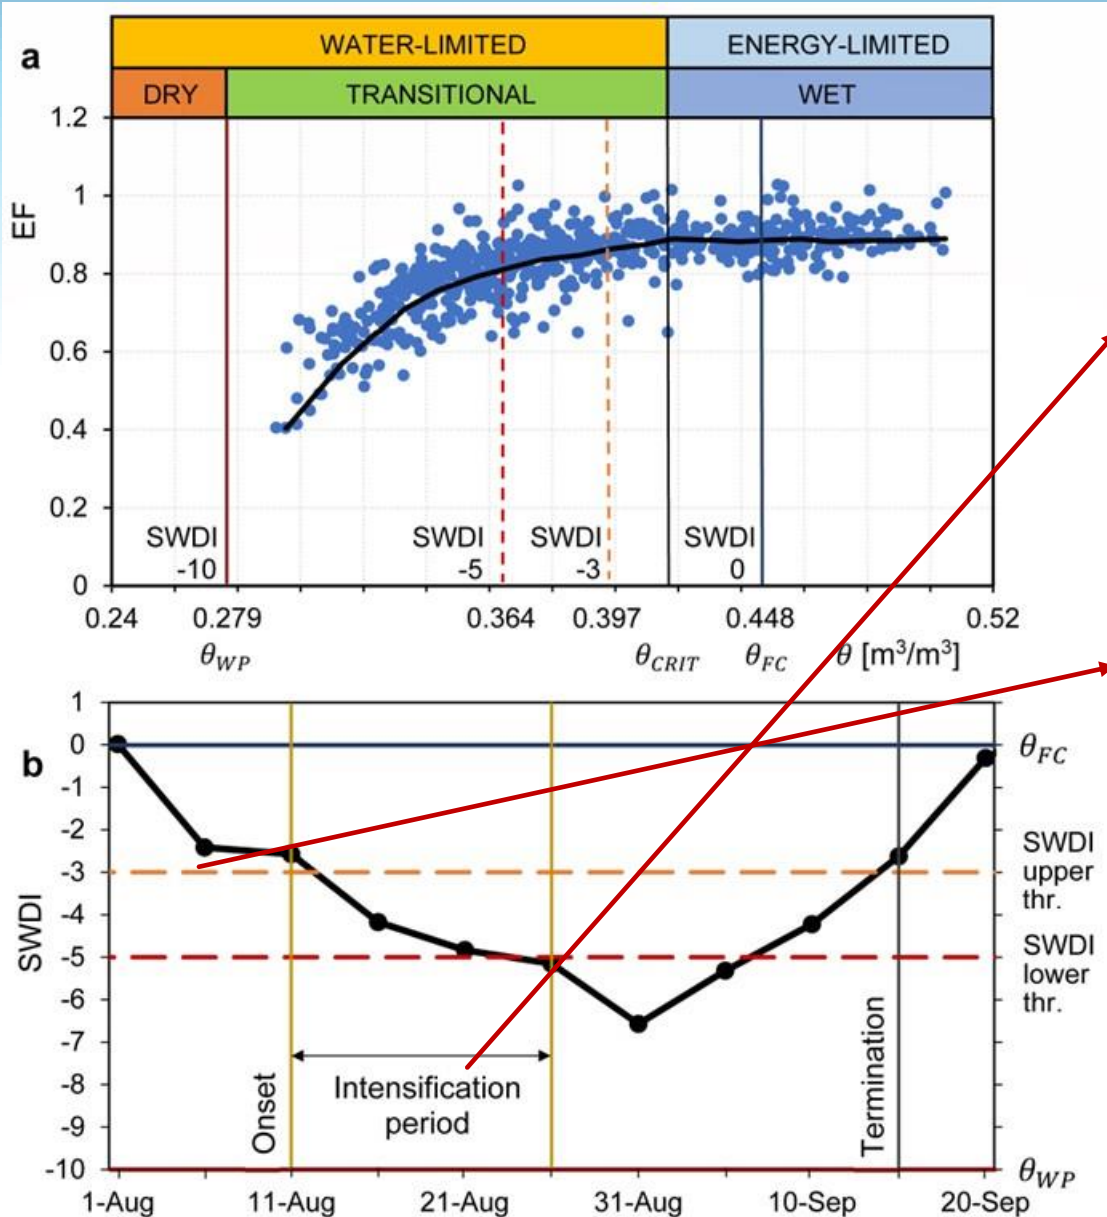 a
WATER-LIMITED ENERGY-LIMITED
DRY TRANSITIONAL WET
1.2
1
0.8
0.6
0.4
0.2
0
EF
SWDI SWDI SWDI SWDI
-10 -5 -3 0
0.24 0.279 0.364 0.397 0.448 0.52
θWP θCRIT θFC θ [m³/m³]
b
1
0
-1
-2
-3
-4
-5
-6
-7
-8
-9
-10
SWDI
θFC
SWDI
upper
thr.
SWDI
lower
thr.
θWP
Onset
Intensification
period
Termination
1-Aug 11-Aug 21-Aug 31-Aug 10-Sep 20-Sep